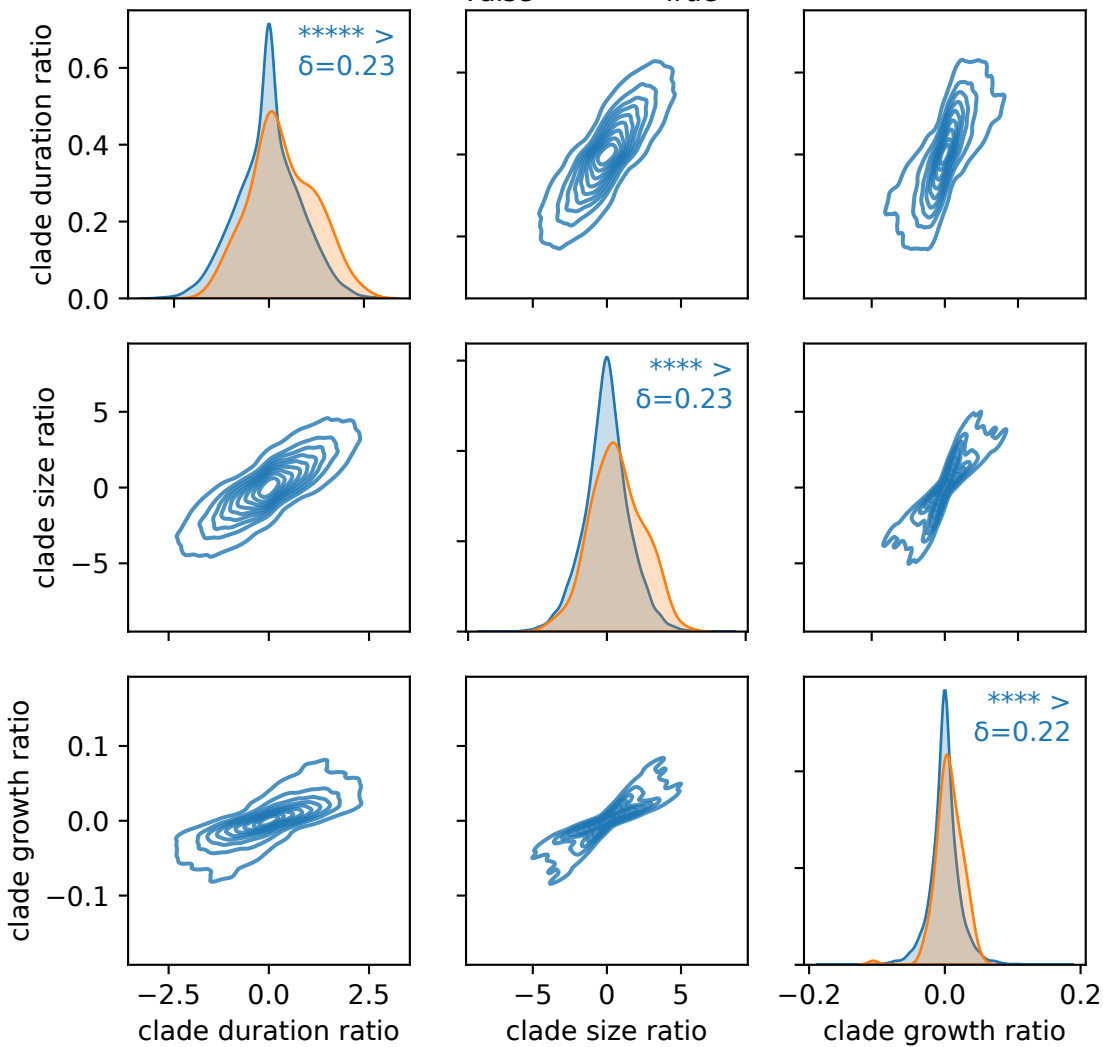 clade duration ratio
0.6
0.4
0.2
0.0
***** >
δ=0.23
clade size ratio
5
0
−5
**** >
δ=0.23
clade growth ratio
0.1
0.0
−0.1
**** >
δ=0.22
−2.5 0.0 2.5
clade duration ratio
−5 0 5
clade size ratio
−0.2 0.0 0.2
clade growth ratio